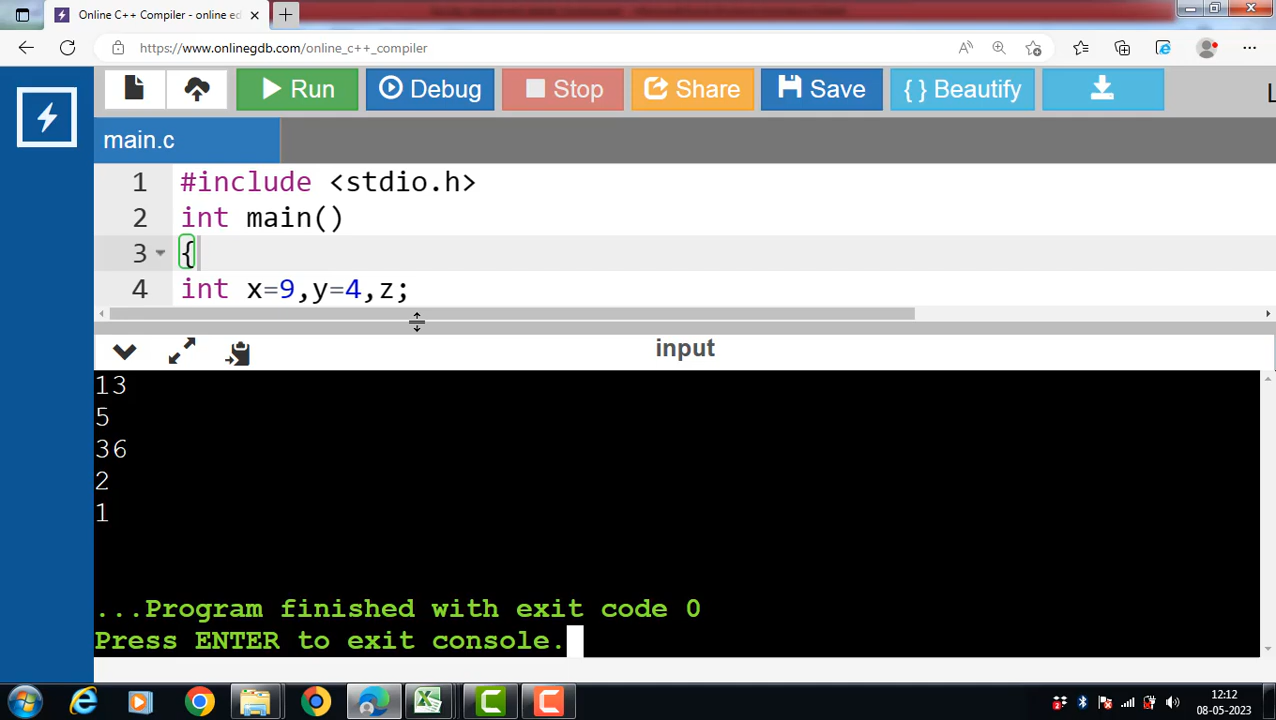 Online C++ Compiler - online ed
https://www.onlinegdb.com/online_c++_compiler
Run Debug Stop Share Save { } Beautify L
main.c
1 #include <stdio.h>
2 int main()
3 {
4 int x=9,y=4,z;
input
13
5
36
2
1
...Program finished with exit code 0
Press ENTER to exit console.
12:12
08-05-2023